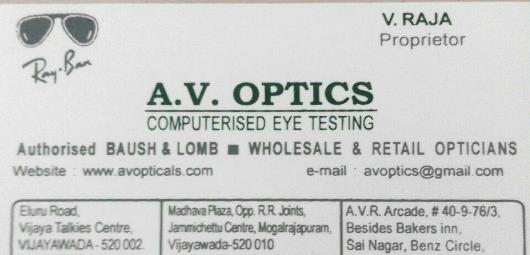 Ray-Ban
V. RAJA
Proprietor
A.V. OPTICS
COMPUTERISED EYE TESTING
Authorised BAUSH & LOMB ■ WHOLESALE & RETAIL OPTICIANS
Website : www.avopticals.com e-mail : avoptics@gmail.com
Eluru Road,
Vijaya Talkies Centre,
VIJAYAWADA - 520 002.
Madhava Plaza, Opp. R.R. Joints,
Jammichettu Centre, Mogalrajapuram,
Vijayawada-520 010
A.V.R. Arcade, # 40-9-76/3,
Besides Bakers inn,
Sai Nagar, Benz Circle,